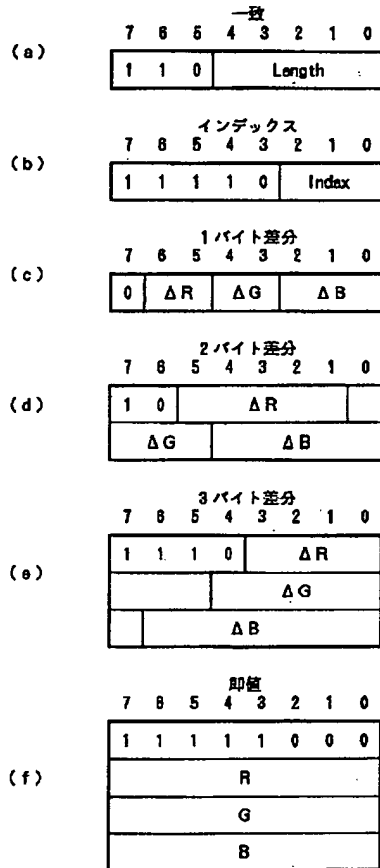 一致
7 6 5 4 3 2 1 0
(a) 1 1 0 Length
インデックス
7 6 5 4 3 2 1 0
(b) 1 1 1 1 0 Index
1バイト差分
7 6 5 4 3 2 1 0
(c) 0 ΔR ΔG ΔB
2バイト差分
7 6 5 4 3 2 1 0
(d) 1 0 ΔR
ΔG ΔB
3バイト差分
7 6 5 4 3 2 1 0
1 1 1 0 ΔR
(e) ΔG
ΔB
即値
7 6 5 4 3 2 1 0
1 1 1 1 1 0 0 0
(f) R
G
B